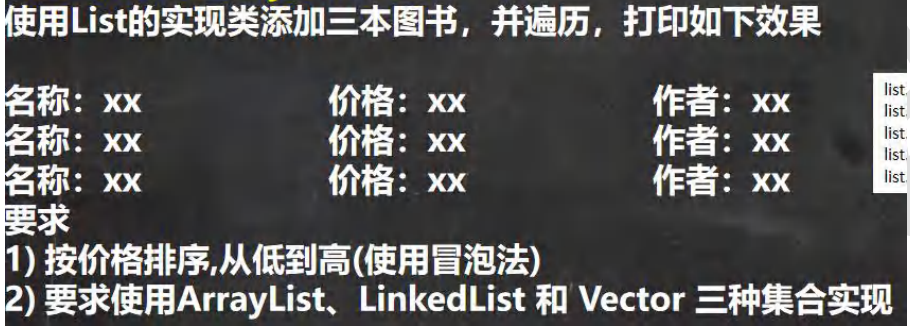 使用List的实现类添加三本图书，并遍历，打印如下效果
名称：xx 价格：xx 作者：xx
名称：xx 价格：xx 作者：xx
名称：xx 价格：xx 作者：xx
要求
1) 按价格排序,从低到高(使用冒泡法)
2) 要求使用ArrayList、LinkedList 和 Vector 三种集合实现
list.
list.
list.
list.
list.